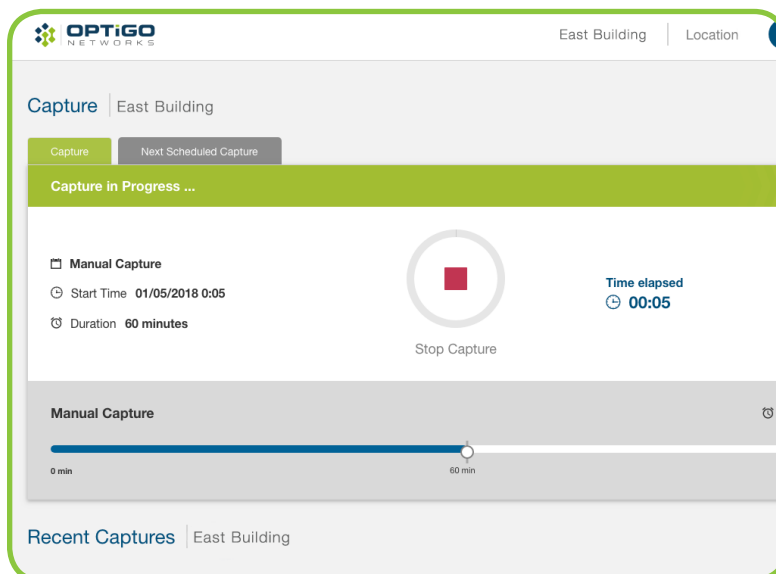 OPTiGO
NETWORKS
East Building Location
Capture East Building
Capture Next Scheduled Capture
Capture in Progress ...
Manual Capture
Start Time 01/05/2018 0:05
Duration 60 minutes
Stop Capture
Time elapsed
00:05
Manual Capture
0 min 60 min
Recent Captures East Building